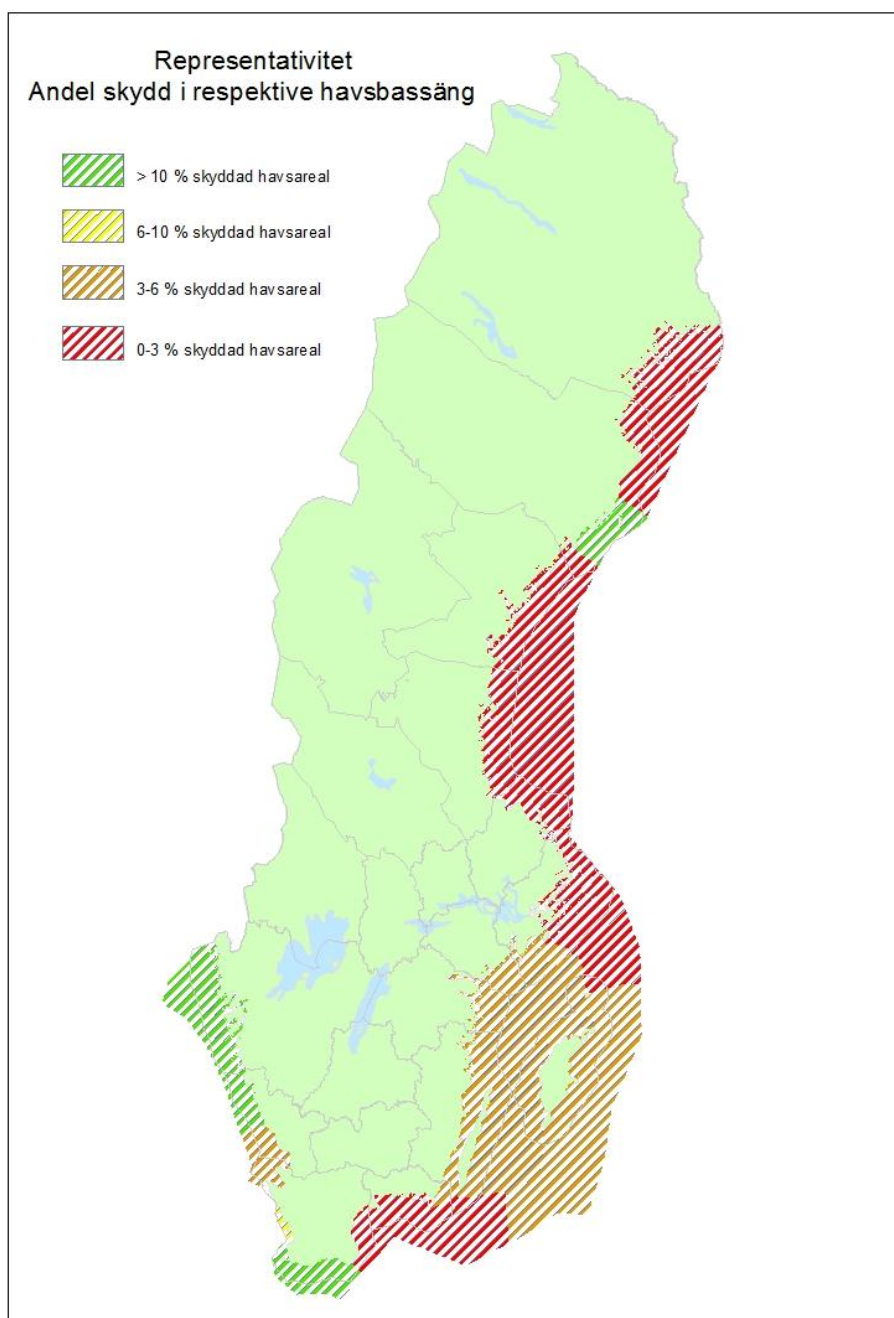 Representativitet
Andel skydd i respektive havsbassäng
> 10 % skyddad havsareal
6-10 % skyddad havsareal
3-6 % skyddad havsareal
0-3 % skyddad havsareal